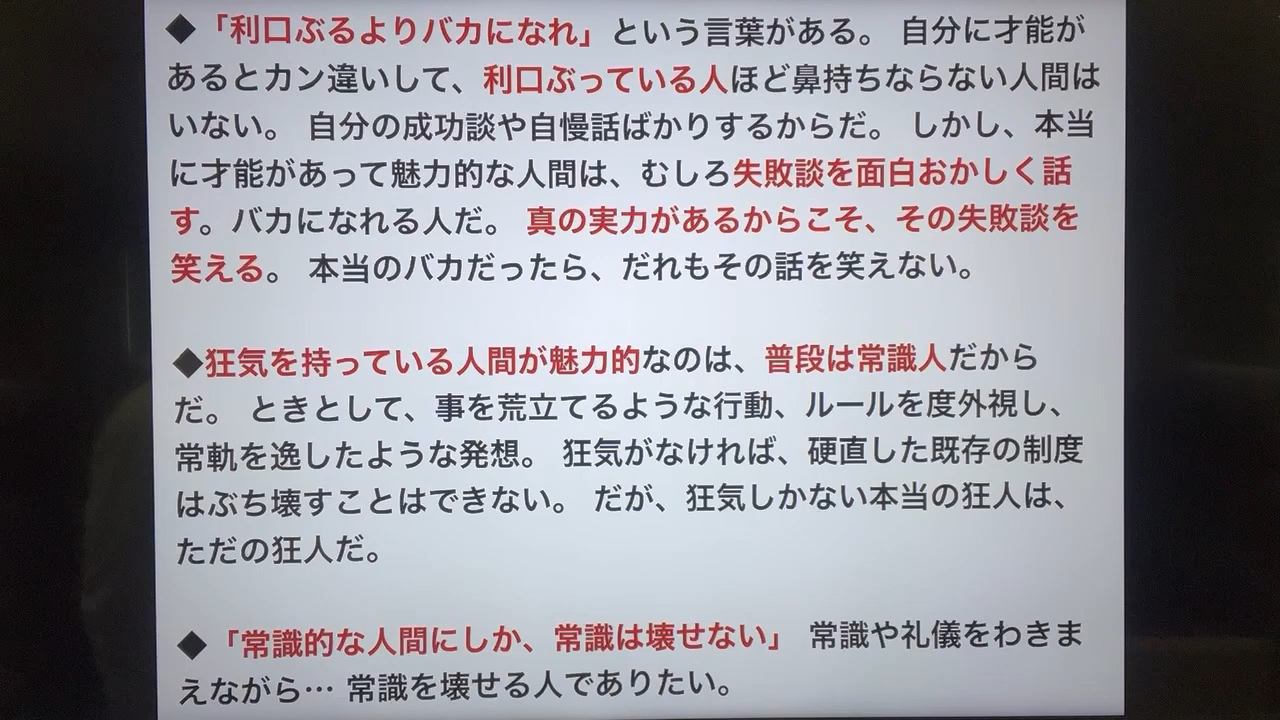 ◆「利口ぶるよりバカになれ」という言葉がある。 自分に才能が
あるとカン違いして、利口ぶっている人ほど鼻持ちならない人間は
いない。 自分の成功談や自慢話ばかりするからだ。 しかし、本当
に才能があって魅力的な人間は、むしろ失敗談を面白おかしく話
す。バカになれる人だ。 真の実力があるからこそ、その失敗談を
笑える。 本当のバカだったら、だれもその話を笑えない。
◆狂気を持っている人間が魅力的なのは、普段は常識人だから
だ。 ときとして、事を荒立てるような行動、ルールを度外視し、
常軌を逸したような発想。 狂気がなければ、硬直した既存の制度
はぶち壊すことはできない。 だが、狂気しかない本当の狂人は、
ただの狂人だ。
◆「常識的な人間にしか、常識は壊せない」 常識や礼儀をわきま
えながら… 常識を壊せる人でありたい。